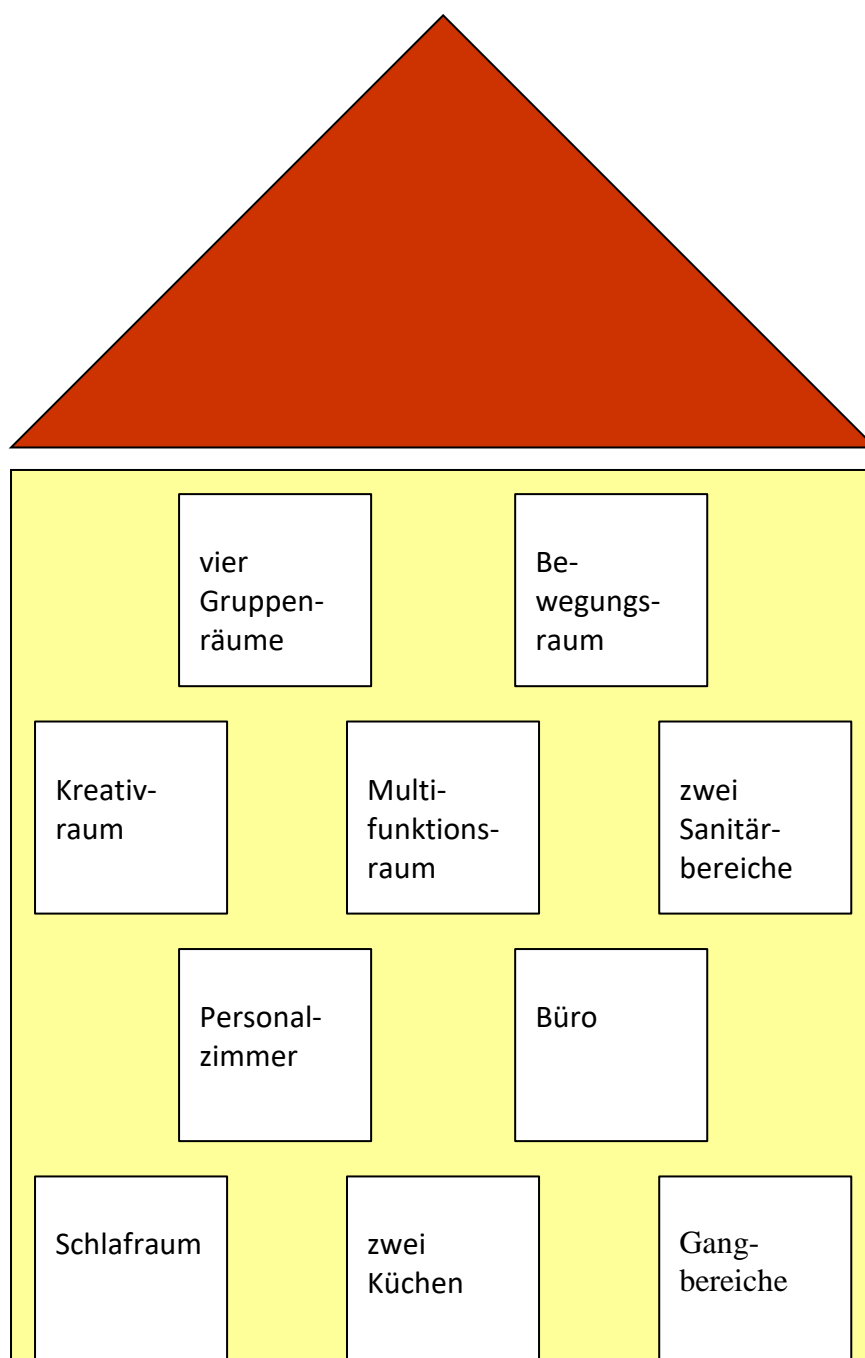 vier
Gruppen-
räume
Be-
wegungs-
raum
Kreativ-
raum
Multi-
funktions-
raum
zwei
Sanitär-
bereiche
Personal-
zimmer
Büro
Schlafraum
zwei
Küchen
Gang-
bereiche